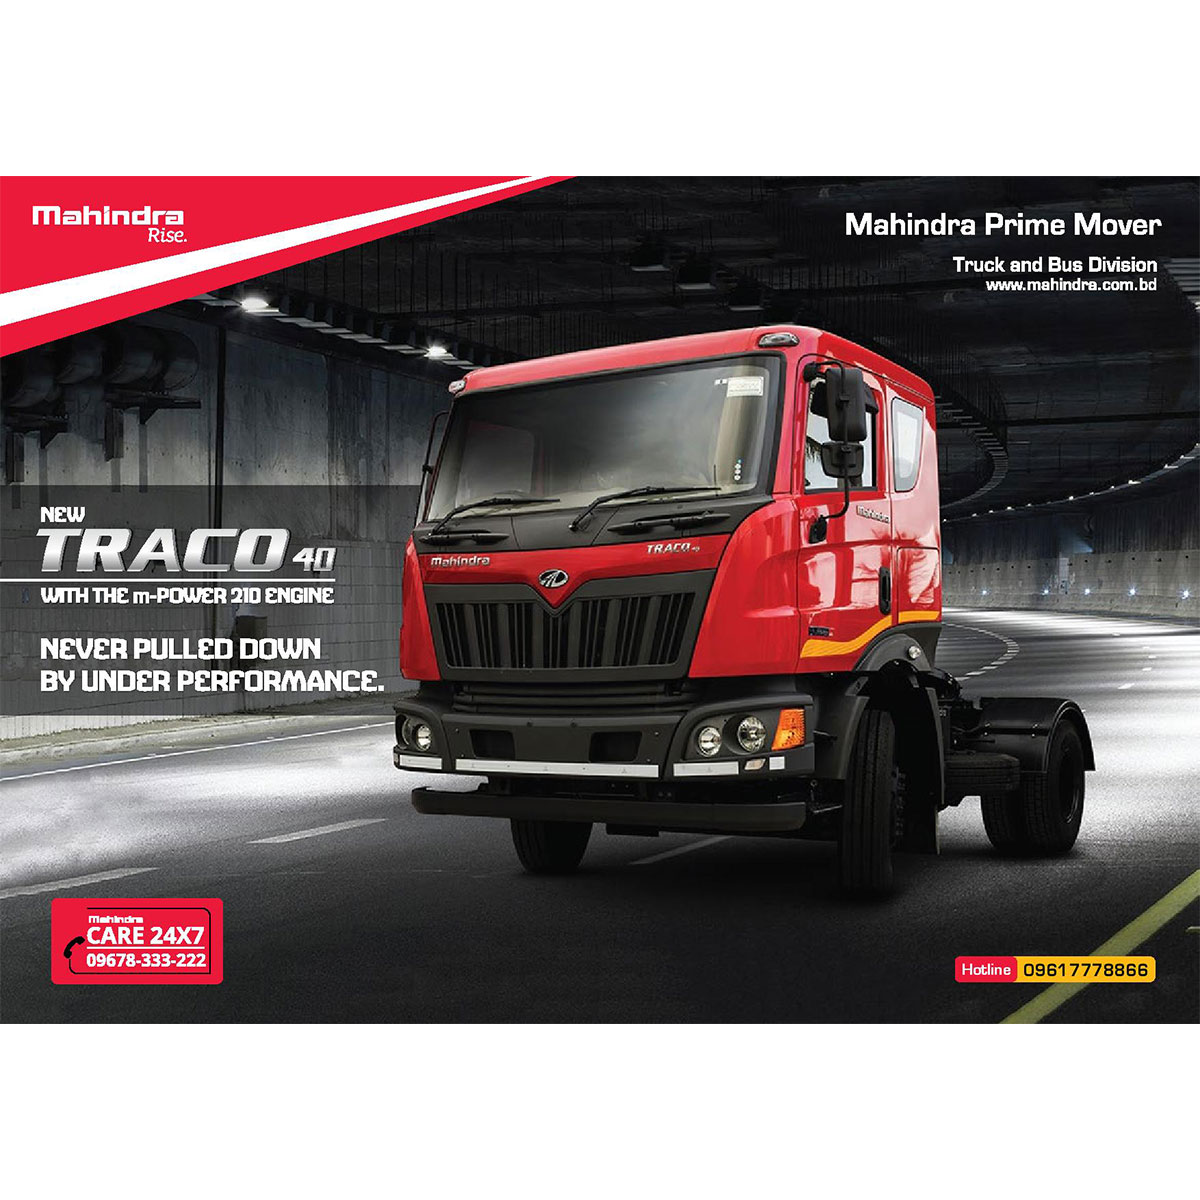 Mahindra
Rise.
Mahindra Prime Mover
Truck and Bus Division
www.mahindra.com.bd
NEW
TRACO 40
WITH THE m-POWER 210 ENGINE
NEVER PULLED DOWN
BY UNDER PERFORMANCE.
Mahindra
TRACO 40
Mahindra
Mahindra
CARE 24X7
09678-333-222
Hotline 09617778866